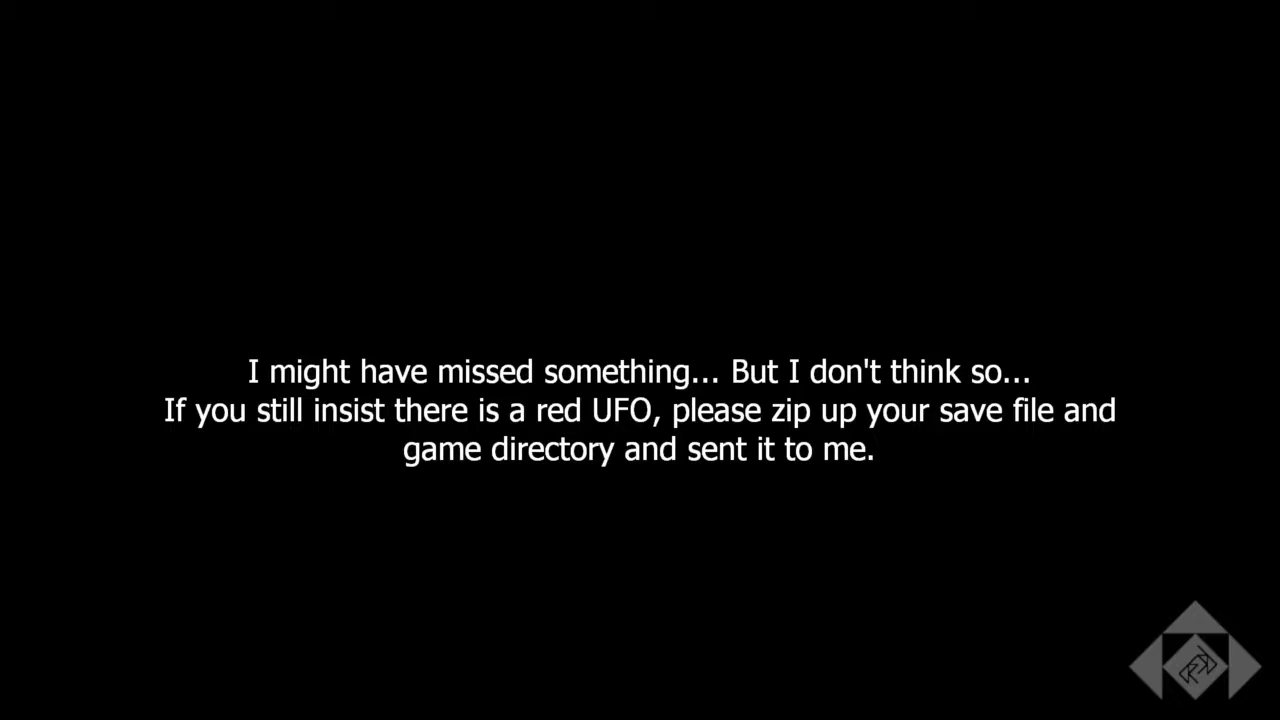 I might have missed something... But I don't think so...
If you still insist there is a red UFO, please zip up your save file and
game directory and sent it to me.